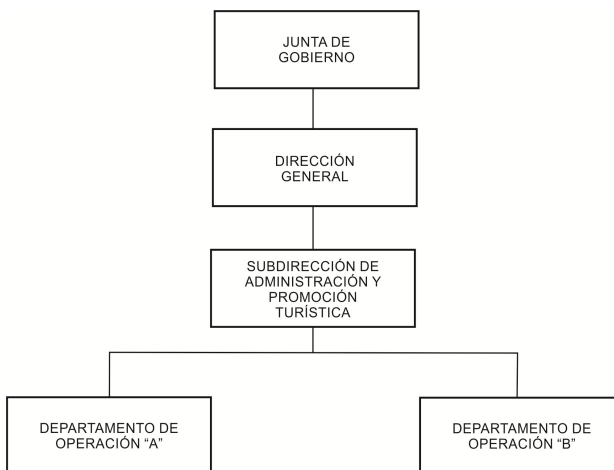 JUNTA DE
GOBIERNO
DIRECCIÓN
GENERAL
SUBDIRECCIÓN DE
ADMINISTRACIÓN Y
PROMOCIÓN
TURÍSTICA
DEPARTAMENTO DE
OPERACIÓN “A”
DEPARTAMENTO DE
OPERACIÓN “B”